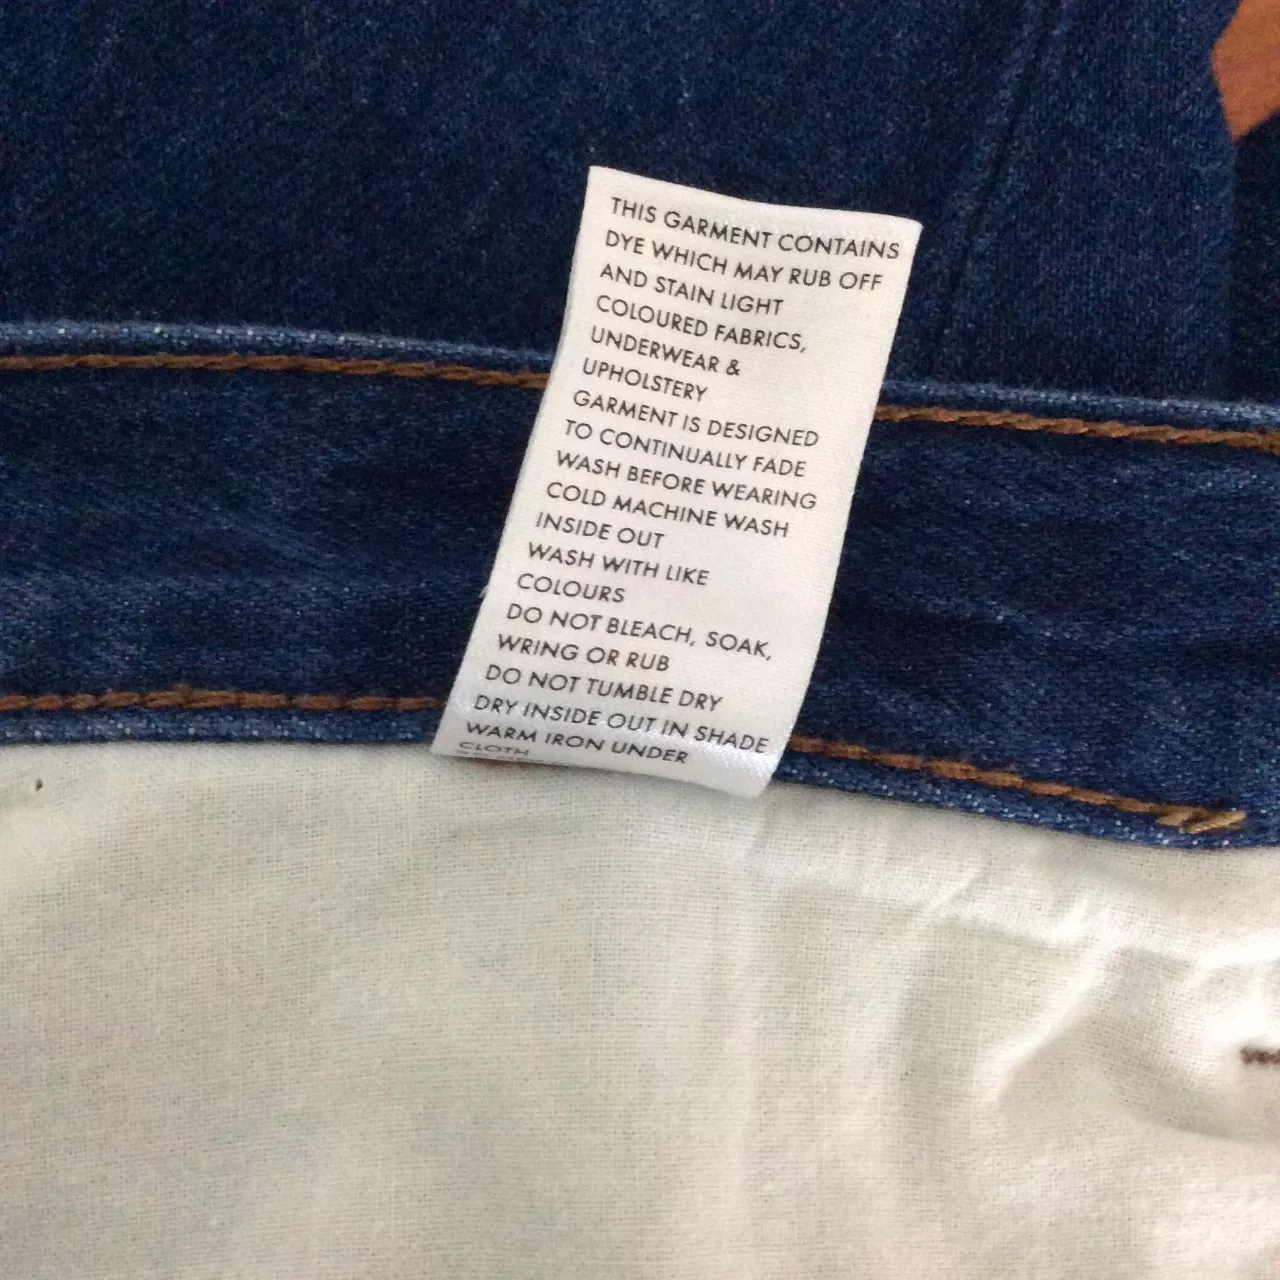 THIS GARMENT CONTAINS
DYE WHICH MAY RUB OFF
AND STAIN LIGHT
COLOURED FABRICS,
UNDERWEAR &
UPHOLSTERY
GARMENT IS DESIGNED
TO CONTINUALLY FADE
WASH BEFORE WEARING
COLD MACHINE WASH
INSIDE OUT
WASH WITH LIKE
COLOURS
DO NOT BLEACH, SOAK,
WRING OR RUB
DO NOT TUMBLE DRY
DRY INSIDE OUT IN SHADE
WARM IRON UNDER
CLOTH